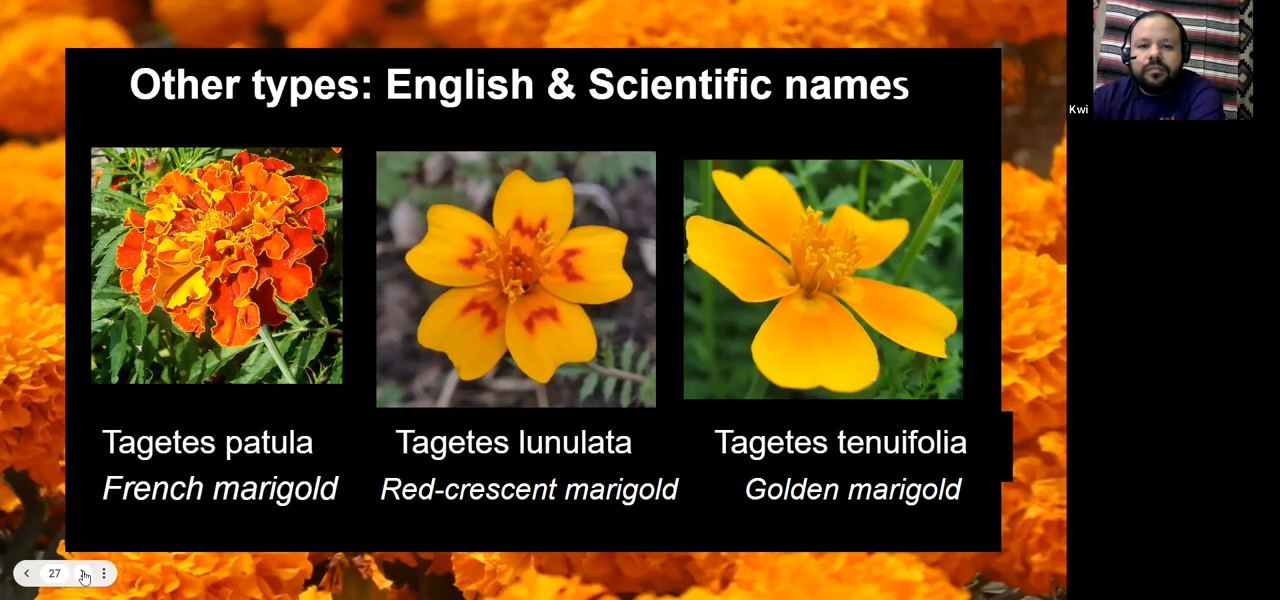 Other types: English & Scientific names
Tagetes patula
French marigold
Tagetes lunulata
Red-crescent marigold
Tagetes tenuifolia
Golden marigold
Kwi
27